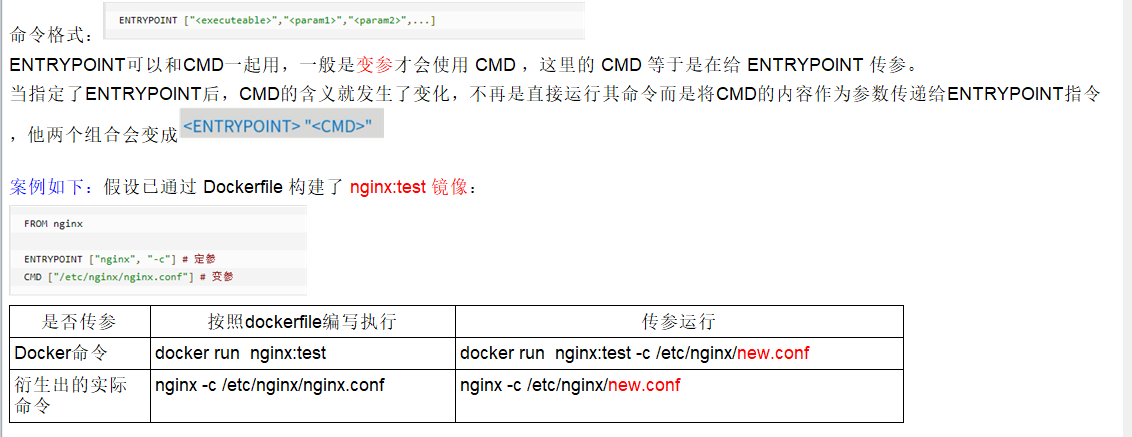 命令格式：ENTRYPOINT ["<executeable>","<param1>","<param2>",...]
ENTRYPOINT可以和CMD一起用，一般是变参才会使用 CMD ，这里的 CMD 等于是在给 ENTRYPOINT 传参。
当指定了ENTRYPOINT后，CMD的含义就发生了变化，不再是直接运行其命令而是将CMD的内容作为参数传递给ENTRYPOINT指令
，他两个组合会变成<ENTRYPOINT> "<CMD>"
案例如下：假设已通过 Dockerfile 构建了 nginx:test 镜像：
FROM nginx
ENTRYPOINT ["nginx", "-c"] # 定参
CMD ["/etc/nginx/nginx.conf"] # 变参
是否传参 按照dockerfile编写执行 传参运行
Docker命令 docker run  nginx:test docker run  nginx:test -c /etc/nginx/new.conf
衍生出的实际 nginx -c /etc/nginx/nginx.conf nginx -c /etc/nginx/new.conf
命令